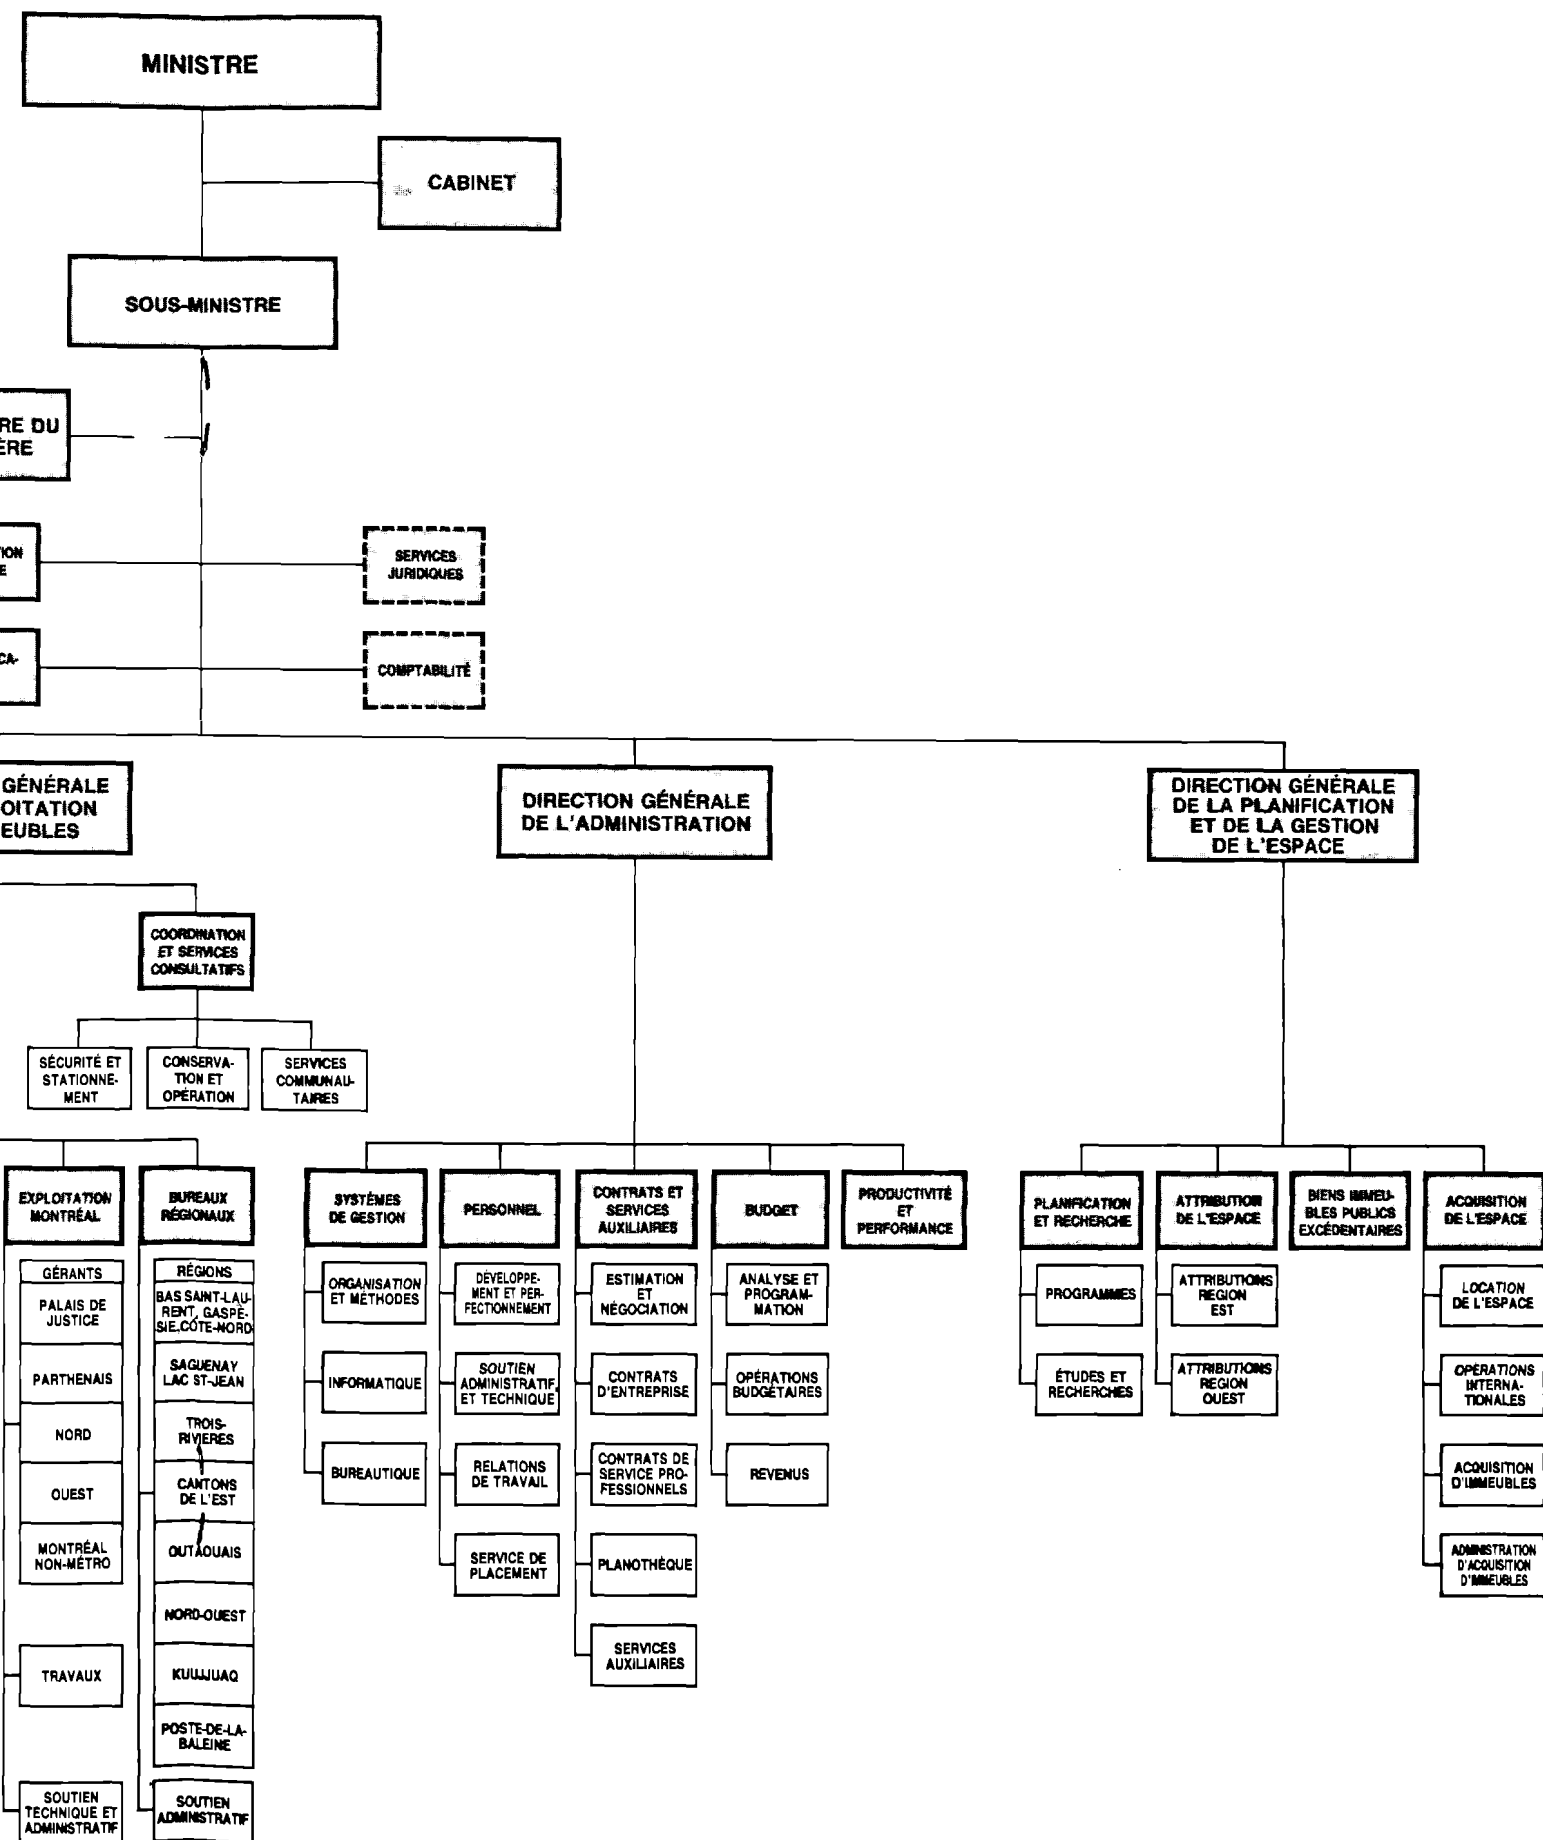 MINISTRE
CABINET
SOUS-MINISTRE
RE DU
ÈRE
ION
E
SERVICES
JURIDIQUES
CA-
COMPTABILITÉ
GÉNÉRALE
OITATION
EUBLES
DIRECTION GÉNÉRALE
DE L'ADMINISTRATION
DIRECTION GÉNÉRALE
DE LA PLANIFICATION
ET DE LA GESTION
DE L'ESPACE
COORDINATION
ET SERVICES
CONSULTATIFS
SÉCURITÉ ET
STATIONNE-
MENT
CONSERVA-
TION ET
OPÉRATION
SERVICES
COMMUNAU-
TAIRES
EXPLOITATION
MONTRÉAL
GÉRANTS
PALAIS DE
JUSTICE
PARTHENAIS
NORD
OUEST
MONTRÉAL
NON-MÉTRO
TRAVAUX
SOUTIEN
TECHNIQUE ET
ADMINISTRATIF
BUREAUX
RÉGIONAUX
RÉGIONS
BAS SAINT-LAU-
RENT, GASPÉ-
SIE, CÔTE-NORD
SAGUENAY
LAC ST-JEAN
TROIS-
RIVIERES
CANTONS
DE L'EST
OUTAOUAIS
NORD-OUEST
KUUJJUAQ
POSTE-DE-LA-
BALEINE
SOUTIEN
ADMINISTRATIF
SYSTÈMES
DE GESTION
ORGANISATION
ET MÉTHODES
INFORMATIQUE
BUREAUTIQUE
PERSONNEL
DÉVELOPPE-
MENT ET PER-
FECTIONNEMENT
SOUTIEN
ADMINISTRATIF
ET TECHNIQUE
RELATIONS
DE TRAVAIL
SERVICE DE
PLACEMENT
CONTRATS ET
SERVICES
AUXILIAIRES
ESTIMATION
ET
NÉGOCIATION
CONTRATS
D'ENTREPRISE
CONTRATS DE
SERVICE PRO-
FESSIONNELS
PLANOTHÈQUE
SERVICES
AUXILIAIRES
BUDGET
ANALYSE ET
PROGRAM-
MATION
OPÉRATIONS
BUDGÉTAIRES
REVENUS
PRODUCTIVITÉ
ET
PERFORMANCE
PLANIFICATION
ET RECHERCHE
PROGRAMMES
ÉTUDES ET
RECHERCHES
ATTRIBUTION
DE L'ESPACE
ATTRIBUTIONS
REGION
EST
ATTRIBUTIONS
REGION
OUEST
BIENS IMMEU-
BLES PUBLICS
EXCÉDENTAIRES
ACQUISITION
DE L'ESPACE
LOCATION
DE L'ESPACE
OPÉRATIONS
INTERNA-
TIONALES
ACQUISITION
D'IMMEUBLES
ADMINISTRATION
D'ACQUISITION
D'IMMEUBLES